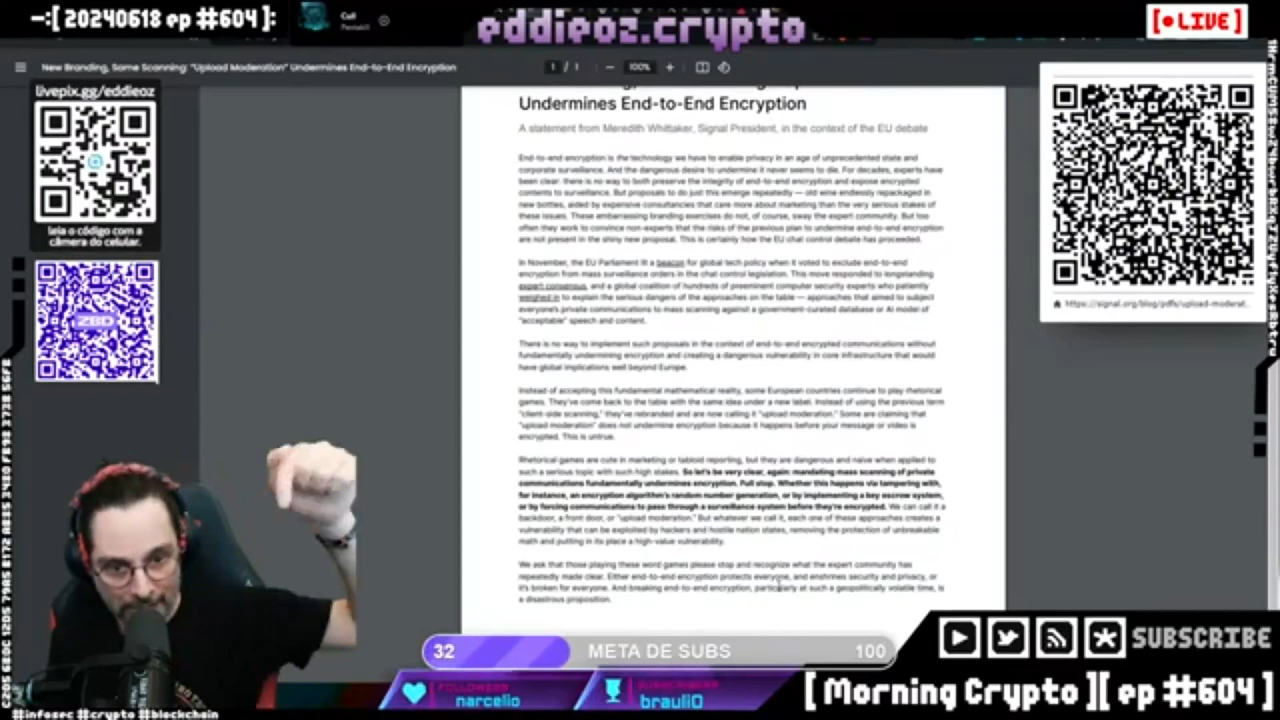 -:[ 20240618 ep #604 ]:
eddieoz.crypto
[● LIVE]
New Branding, Same Scanning: "Upload Moderation" Undermines End-to-End Encryption
1 / 1
100%
livepix.gg/eddieoz
leia o código com a
câmera do celular.
ZBD
https://signal.org/blog/pdfs/upload-moderat...
Undermines End-to-End Encryption
A statement from Meredith Whittaker, Signal President, in the context of the EU debate
End-to-end encryption is the technology we have to enable privacy in an age of unprecedented state and
corporate surveillance. And the dangerous desire to undermine it never seems to die. For decades, experts have
been clear: there is no way to both preserve the integrity of end-to-end encryption and expose encrypted
contents to surveillance. But proposals to do just this emerge repeatedly — old wine endlessly repackaged in
new bottles, aided by expensive consultancies that care more about marketing than the very serious stakes of
these issues. These embarrassing branding exercises do not, of course, sway the expert community. But too
often they work to convince non-experts that the risks of the previous plan to undermine end-to-end encryption
are not present in the shiny new proposal. This is certainly how the EU chat control debate has proceeded.
In November, the EU Parliament lit a beacon for global tech policy when it voted to exclude end-to-end
encryption from mass surveillance orders in the chat control legislation. This move responded to longstanding
expert consensus, and a global coalition of hundreds of preeminent computer security experts who patiently
weighed in to explain the serious dangers of the approaches on the table — approaches that aimed to subject
everyone's private communications to mass scanning against a government-curated database or AI model of
"acceptable" speech and content.
There is no way to implement such proposals in the context of end-to-end encrypted communications without
fundamentally undermining encryption and creating a dangerous vulnerability in core infrastructure that would
have global implications well beyond Europe.
Instead of accepting this fundamental mathematical reality, some European countries continue to play rhetorical
games. They've come back to the table with the same idea under a new label. Instead of using the previous term
"client-side scanning," they've rebranded and are now calling it "upload moderation." Some are claiming that
"upload moderation" does not undermine encryption because it happens before your message or video is
encrypted. This is untrue.
Rhetorical games are cute in marketing or tabloid reporting, but they are dangerous and naive when applied to
such a serious topic with such high stakes. So let's be very clear, again: mandating mass scanning of private
communications fundamentally undermines encryption. Full stop. Whether this happens via tampering with,
for instance, an encryption algorithm's random number generation, or by implementing a key escrow system,
or by forcing communications to pass through a surveillance system before they're encrypted. We can call it a
backdoor, a front door, or "upload moderation." But whatever we call it, each one of these approaches creates a
vulnerability that can be exploited by hackers and hostile nation states, removing the protection of unbreakable
math and putting in its place a high-value vulnerability.
We ask that those playing these word games please stop and recognize what the expert community has
repeatedly made clear. Either end-to-end encryption protects everyone, and enshrines security and privacy, or
it's broken for everyone. And breaking end-to-end encryption, particularly at such a geopolitically volatile time, is
a disastrous proposition.
32 META DE SUBS 100
FOLLOWERS
narcelio
SUBSCRIBERS
SUBSCRIBE
[ Morning Crypto ][ ep #604 ]
#infosec #crypto #blockchain